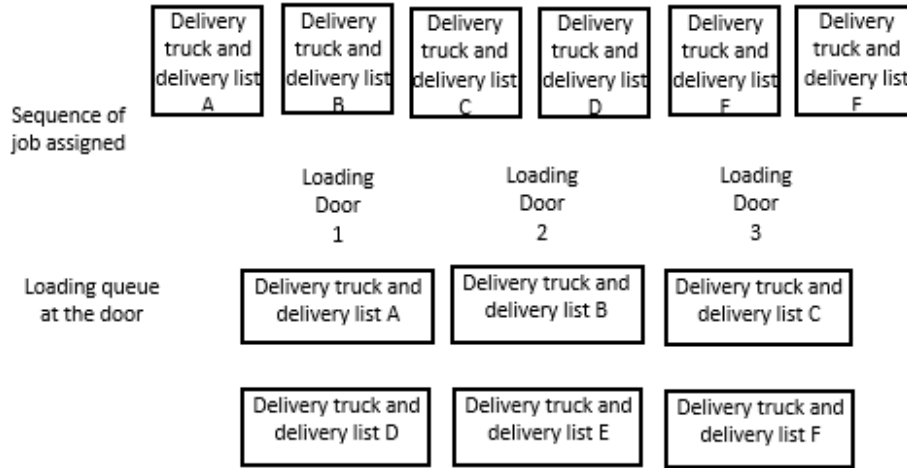 Delivery
truck and
delivery list
A
Delivery
truck and
delivery list
B
Delivery
truck and
delivery list
C
Delivery
truck and
delivery list
D
Delivery
truck and
delivery list
E
Delivery
truck and
delivery list
F
Sequence of
job assigned
Loading
Door
1
Loading
Door
2
Loading
Door
3
Loading queue
at the door
Delivery truck and
delivery list A
Delivery truck and
delivery list B
Delivery truck and
delivery list C
Delivery truck and
delivery list D
Delivery truck and
delivery list E
Delivery truck and
delivery list F